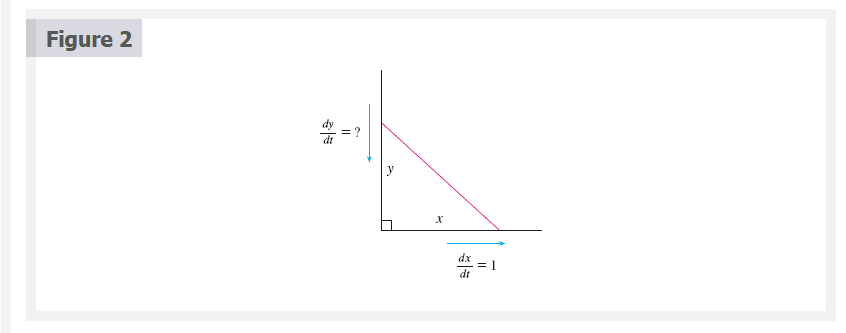 Figure 2
dy/dt = ?
y
x
dx/dt = 1